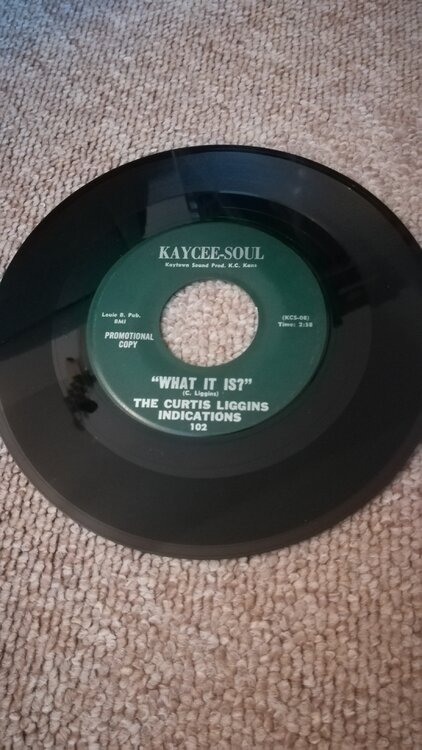 KAYCEE-SOUL
Kaytown Sound Prod. K.C. Kans
Louie B. Pub.
BMI
PROMOTIONAL
COPY
(KCS-08)
Time: 2:58
"WHAT IT IS?"
(C. Liggins)
THE CURTIS LIGGINS
INDICATIONS
102